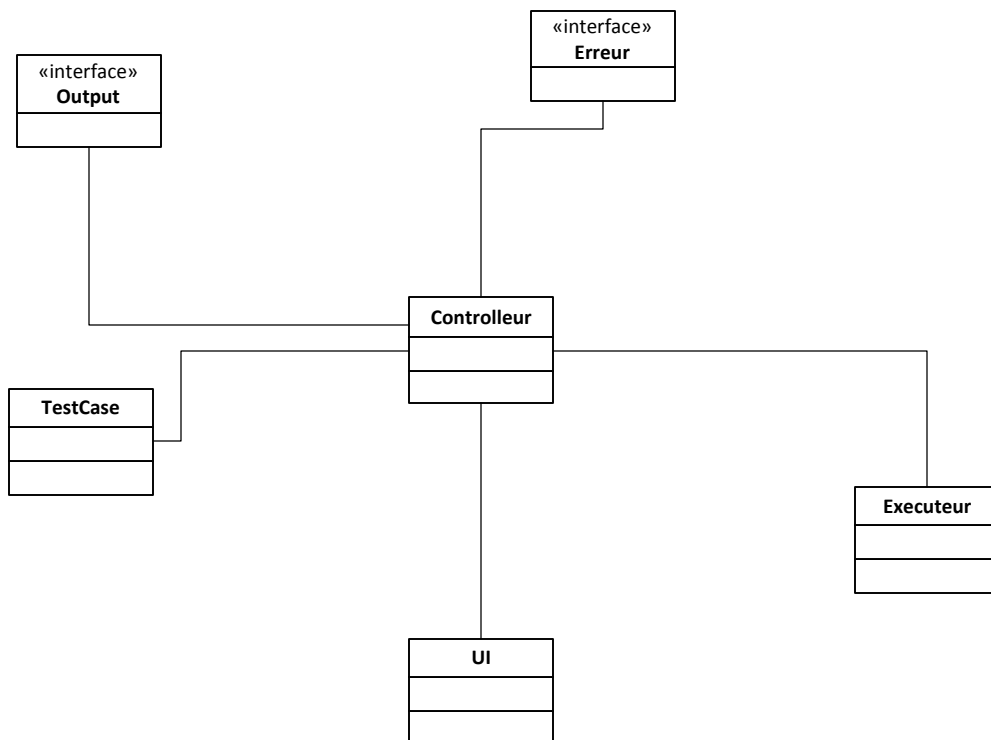 «interface»
Erreur
«interface»
Output
Controlleur
TestCase
Executeur
UI